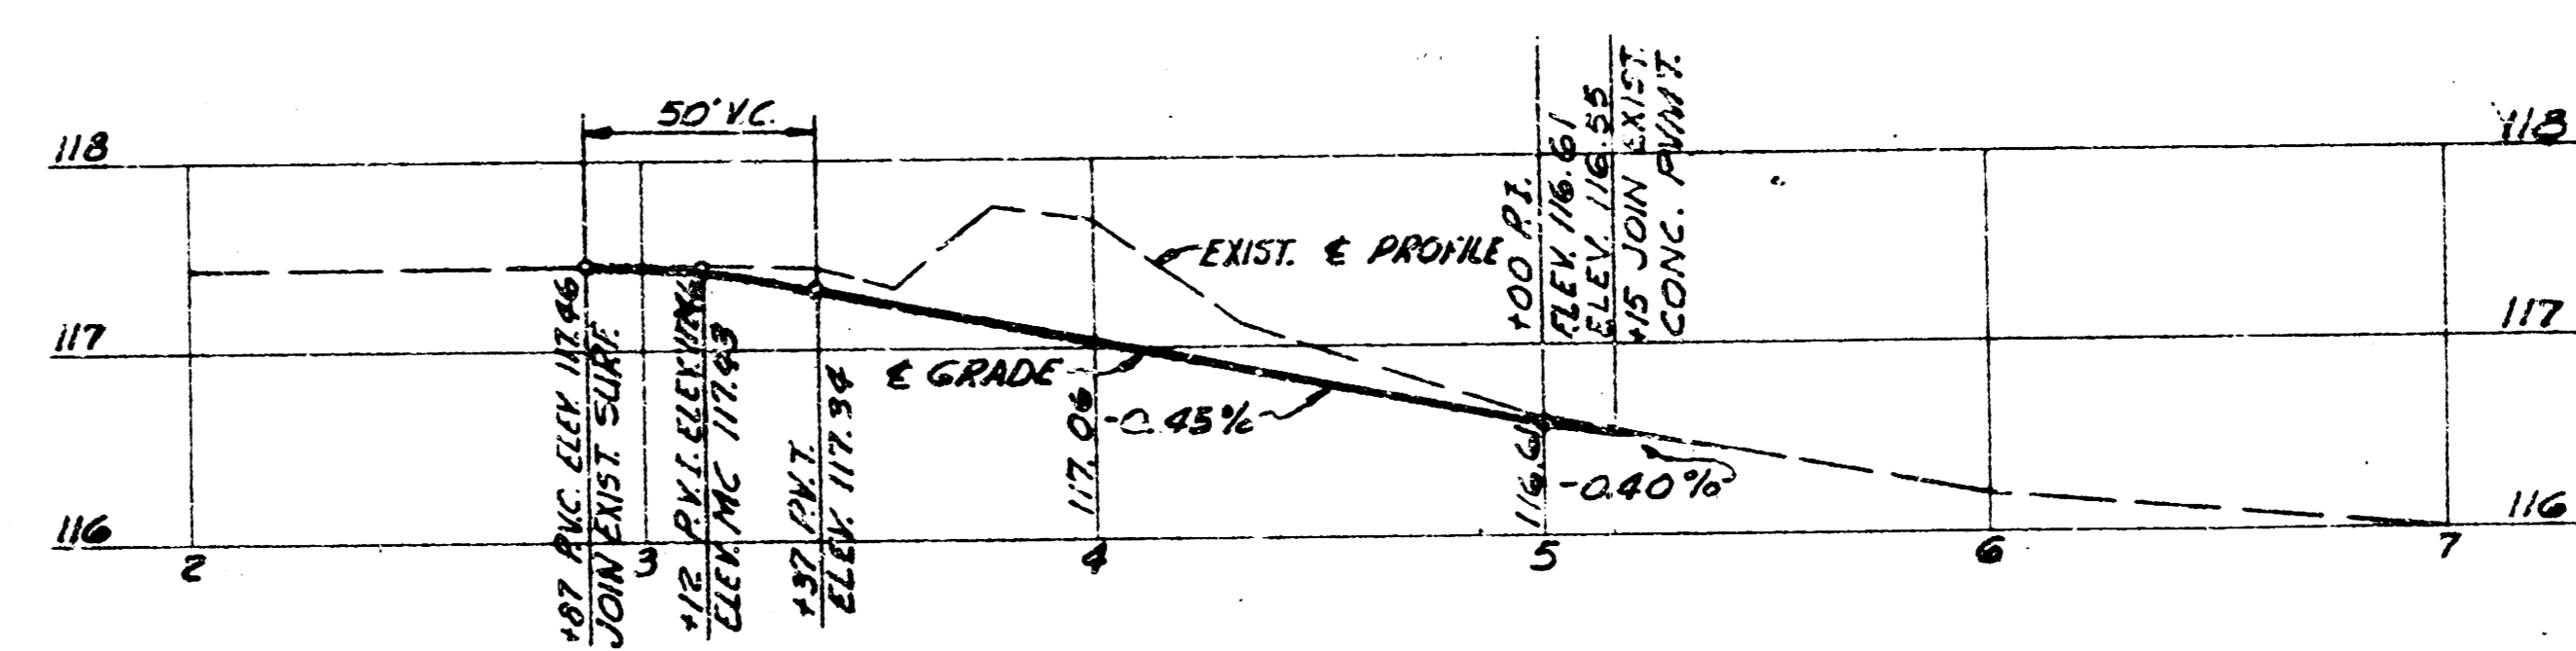 50' V.C.
118
118
EXIST. ℄ PROFILE
+00 P.I.
ELEV. 116.61
ELEV. 116.55
+15 JOIN EXIST.
CONC. PVMT.
117
117
℄ GRADE
-0.45%
-0.40%
117.06
116.61
+87 P.V.C. ELEV. 117.46
JOIN EXIST. SURF.
+12 P.V.I. ELEV.
ELEV. MC 117.43
+37 P.V.T.
ELEV. 117.34
116
116
2
3
4
5
6
7